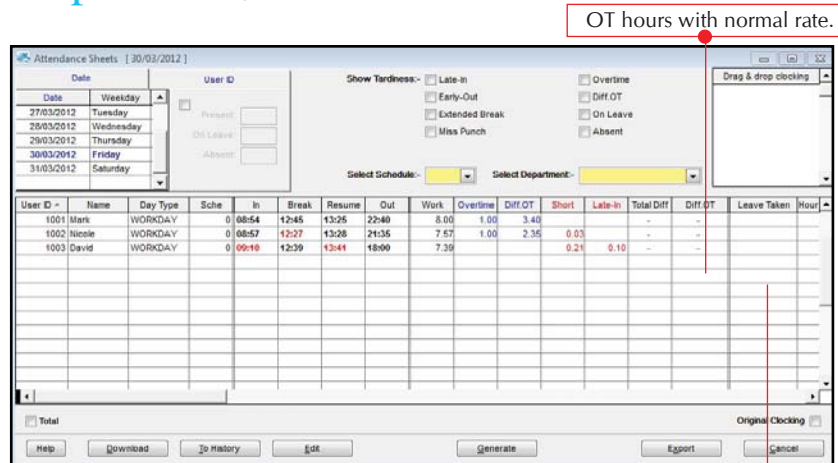 OT hours with normal rate.
Attendance Sheets [ 30/03/2012 ]
Date User ID Show Tardiness:- Late-In Overtime Drag & drop clocking
Date Weekday Early-Out Diff.OT
27/03/2012 Tuesday Present: Extended Break On Leave
28/03/2012 Wednesday On Leave: Miss Punch Absent
29/03/2012 Thursday Absent:
30/03/2012 Friday
31/03/2012 Saturday Select Schedule:- Select Department:-
User ID Name Day Type Sche In Break Resume Out Work Overtime Diff.OT Short Late-In Total Diff Diff.OT Leave Taken Hour
1001 Mark WORKDAY 0 08:54 12:45 13:25 22:40 8.00 1.00 3.40 - -
1002 Nicole WORKDAY 0 08:57 12:27 13:28 21:35 7.57 1.00 2.35 0.03 - -
1003 David WORKDAY 0 09:10 12:39 13:41 18:00 7.39 0.21 0.10 - -
Total Original Clocking
Help Download To History Edit Generate Export Cancel